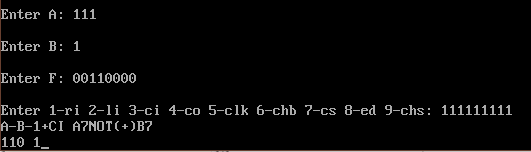 Enter A: 111
Enter B: 1
Enter F: 00110000
Enter 1-ri 2-li 3-ci 4-co 5-clk 6-chb 7-cs 8-ed 9-chs: 111111111
A-B-1+CI A7NOT(+)B7
110 1_